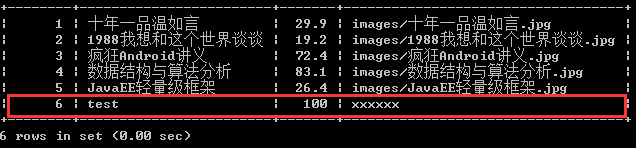 1 | 十年一品温如言 | 29.9 | images/十年一品温如言.jpg
2 | 1988我想和这个世界谈谈 | 19.2 | images/1988我想和这个世界谈谈.jpg
3 | 疯狂Android讲义 | 72.4 | images/疯狂Android讲义.jpg
4 | 数据结构与算法分析 | 83.1 | images/数据结构与算法分析.jpg
5 | JavaEE轻量级框架 | 26.4 | images/JavaEE轻量级框架.jpg
6 | test | 100 | xxxxxx
6 rows in set (0.00 sec)